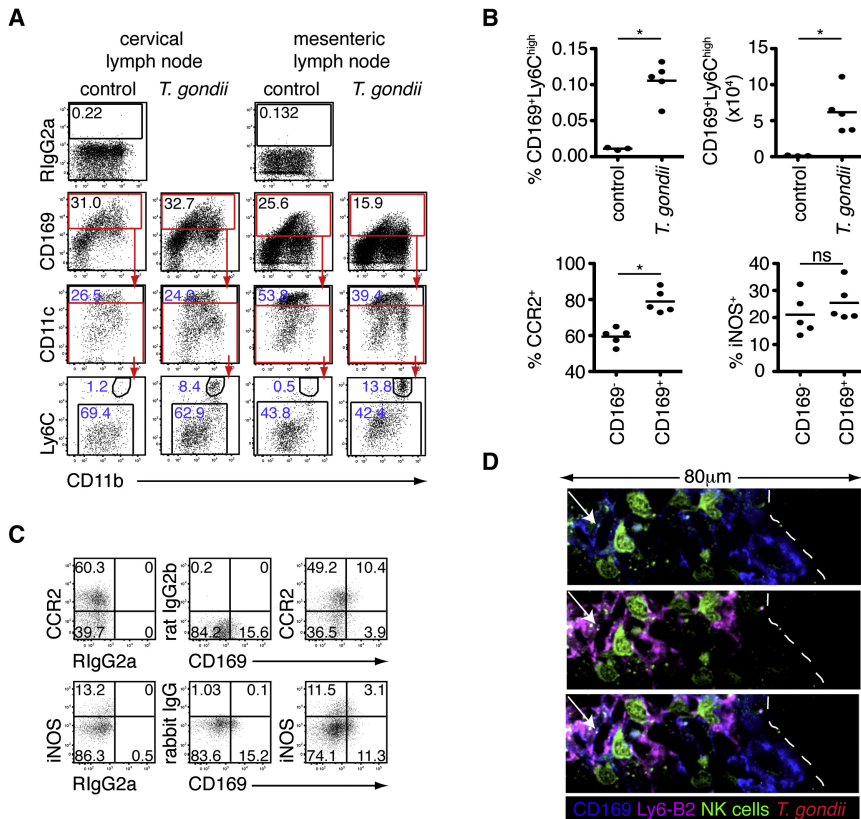 A
cervical lymph node
mesenteric lymph node
control T. gondii control T. gondii
RIgG2a 0.22 0.132
CD169 31.0 32.7 25.6 15.9
CD11c 26.5 24.0 39.4
Ly6C 1.2 8.4 0.5 13.8
69.4 62.9 43.8 42.4
CD11b
B
% CD169+Ly6Chigh
0.15
0.10
0.05
0.00
*
control T. gondii
CD169+Ly6Chigh (x10⁴)
15
10
5
0
*
control T. gondii
% CCR2+
100
80
60
40
*
CD169- CD169+
% iNOS+
40
30
20
10
0
ns
CD169- CD169+
C
CCR2 60.3 0 39.7 0
RIgG2a
rat IgG2b 0.2 0 84.2 15.6
CD169
CCR2 49.2 10.4 36.5 3.9
iNOS 13.2 0 86.3 0.5
RIgG2a
rabbit IgG 1.03 0.1 83.6 15.2
CD169
iNOS 11.5 3.1 74.1 11.3
D
80μm
CD169 Ly6-B2 NK cells T. gondii